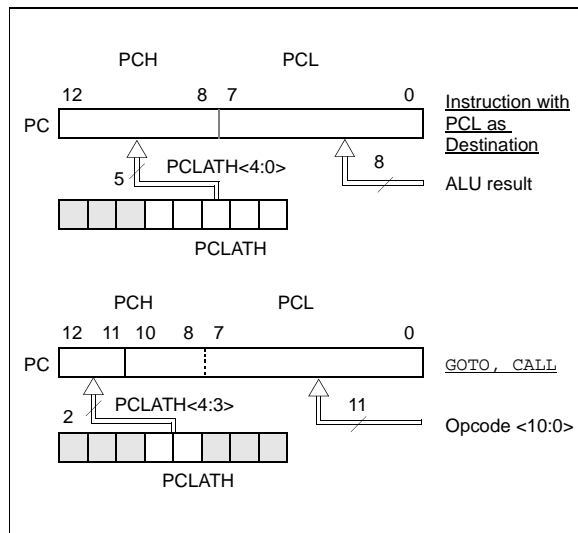 PCH PCL
12 8 7 0
PC
Instruction with
PCL as
Destination
5 PCLATH<4:0> 8
ALU result
PCLATH
PCH PCL
12 11 10 8 7 0
PC
GOTO, CALL
2 PCLATH<4:3> 11
Opcode <10:0>
PCLATH